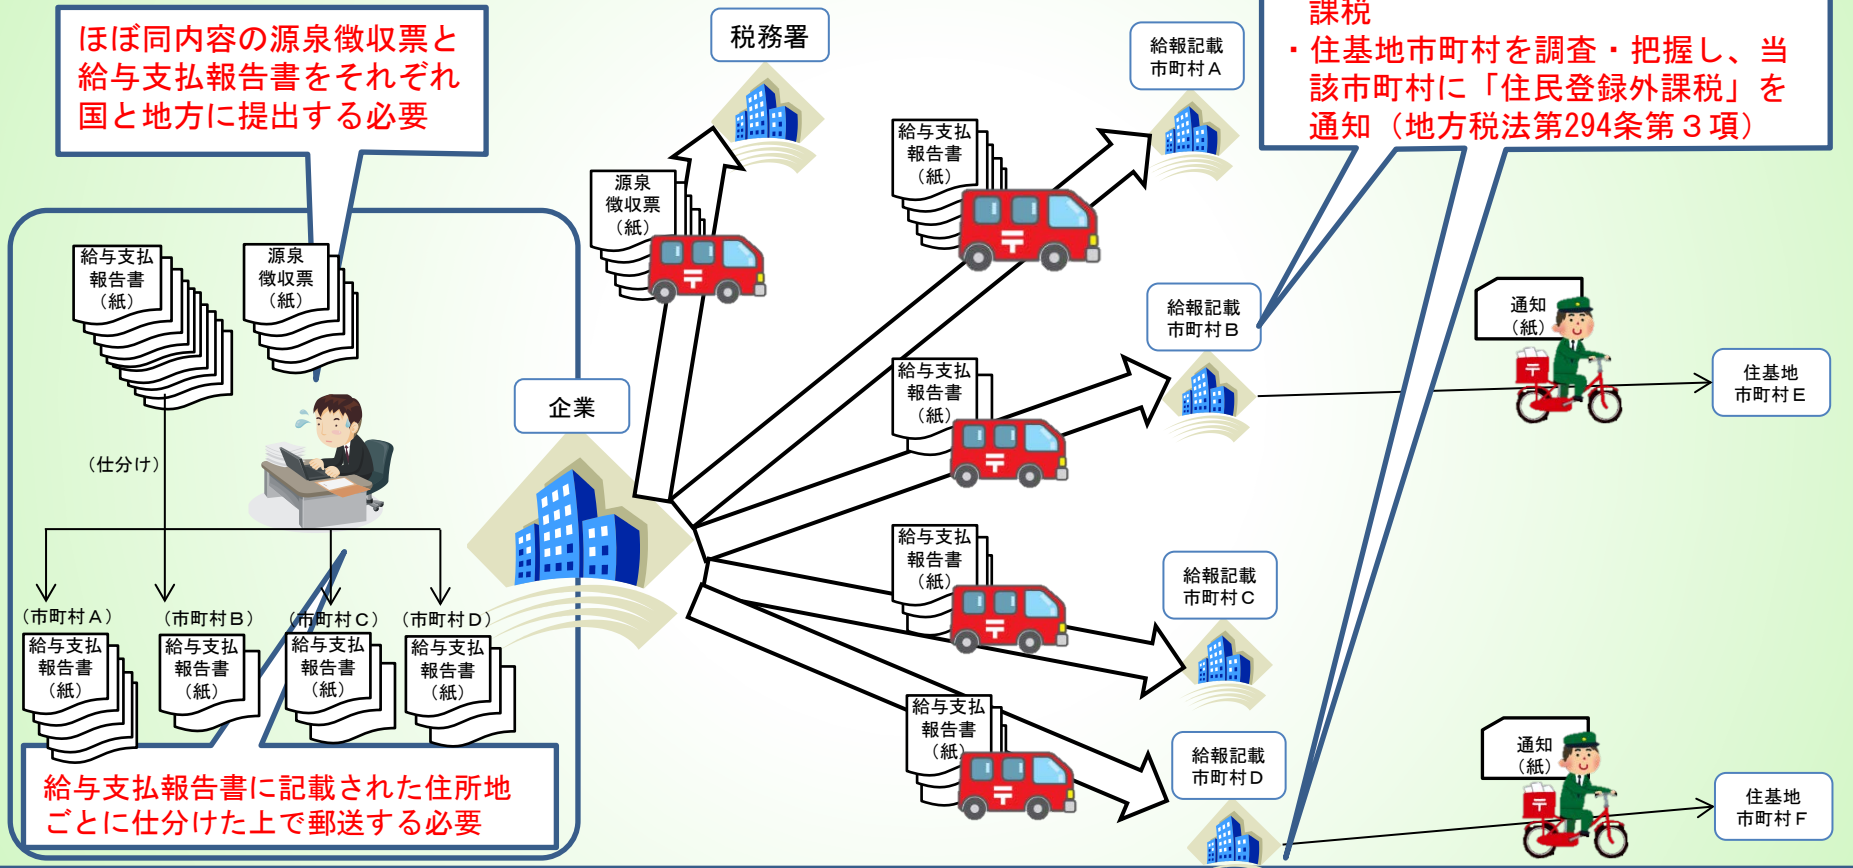 ほぼ同内容の源泉徴収票と
給与支払報告書をそれぞれ
国と地方に提出する必要
税務署
給報記載
市町村Ａ
課税
・住基地市町村を調査・把握し、当
該市町村に「住民登録外課税」を
通知（地方税法第294条第３項）
給与支払
報告書
（紙）
源泉
徴収票
（紙）
源泉
徴収票
（紙）
給与支払
報告書
（紙）
企業
（仕分け）
（市町村Ａ）
（市町村Ｂ）
（市町村Ｃ）
（市町村Ｄ）
給与支払
報告書
（紙）
給与支払
報告書
（紙）
給与支払
報告書
（紙）
給与支払
報告書
（紙）
給与支払報告書に記載された住所地
ごとに仕分けた上で郵送する必要
給報記載
市町村Ｂ
給与支払
報告書
（紙）
通知
（紙）
住基地
市町村Ｅ
給与支払
報告書
（紙）
給報記載
市町村Ｃ
給与支払
報告書
（紙）
給報記載
市町村Ｄ
通知
（紙）
住基地
市町村Ｆ